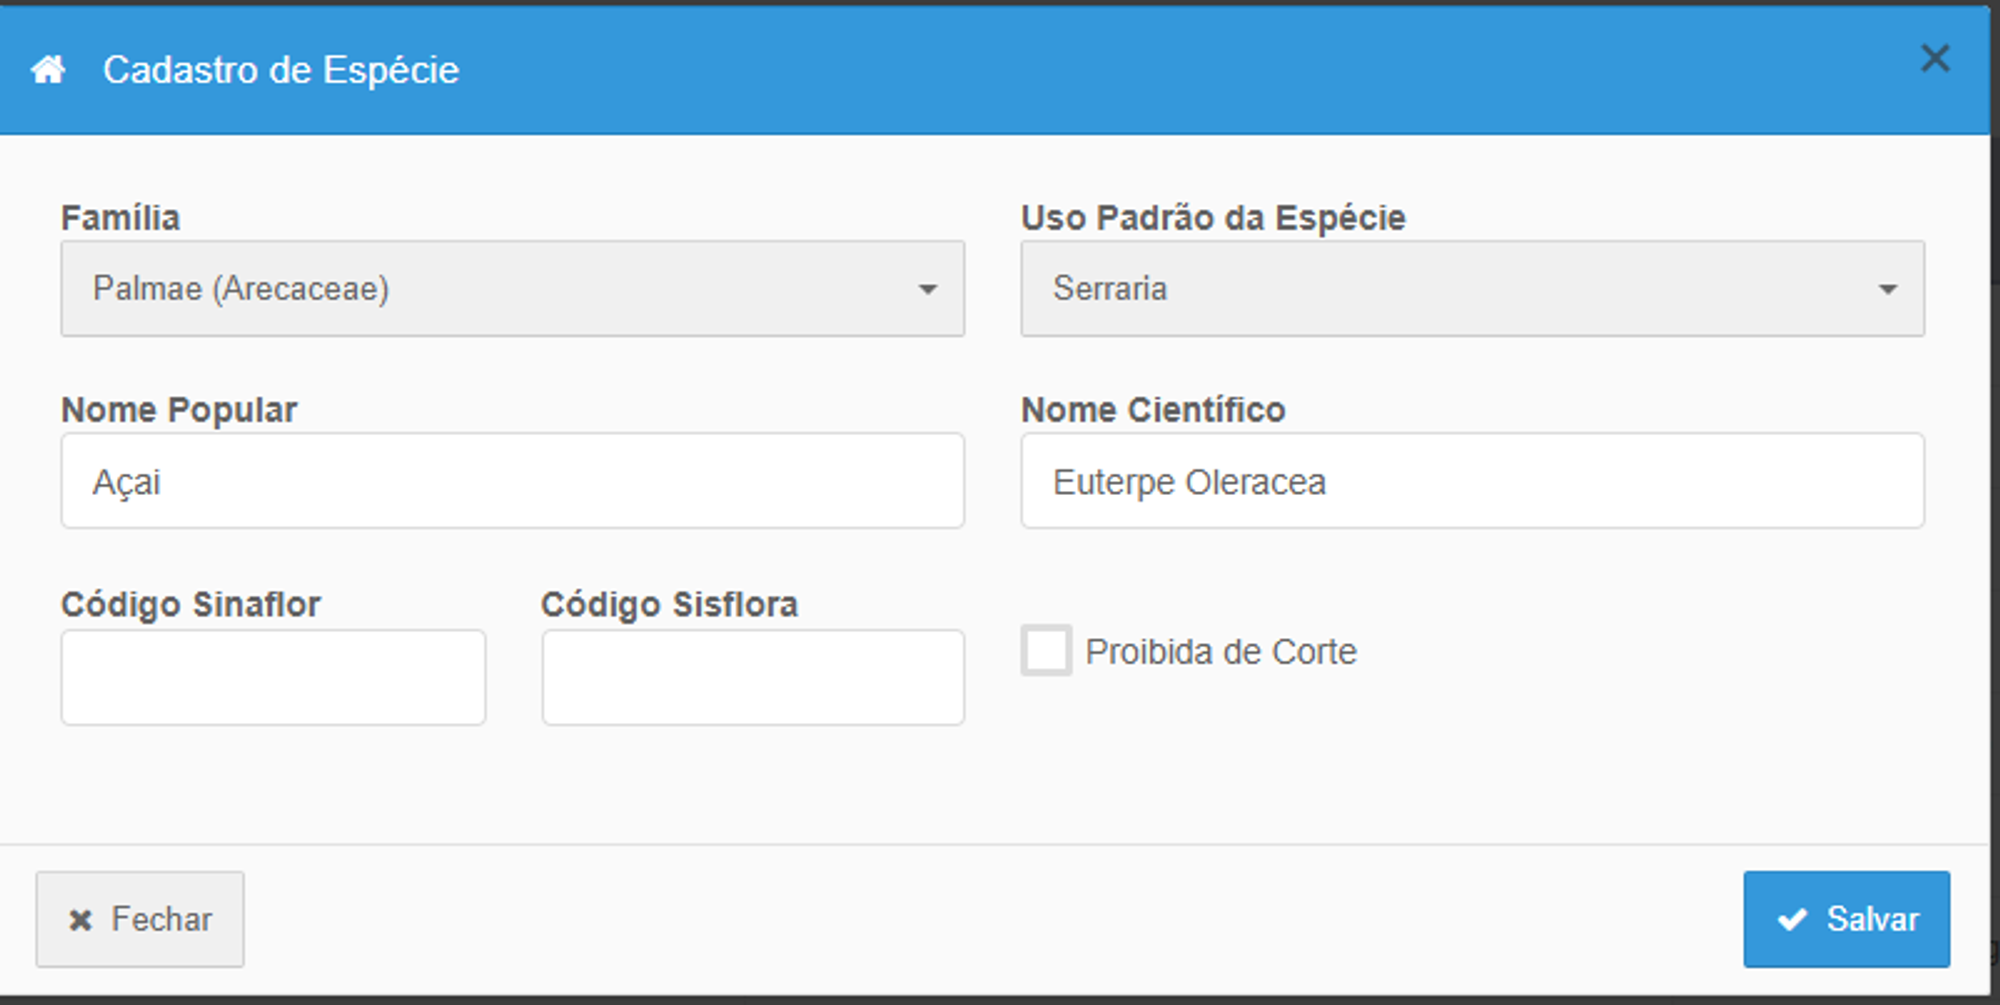 Cadastro de Espécie
Família
Uso Padrão da Espécie
Palmae (Arecaceae)
Serraria
Nome Popular
Nome Científico
Açai
Euterpe Oleracea
Código Sinaflor
Código Sisflora
Proibida de Corte
Fechar
Salvar